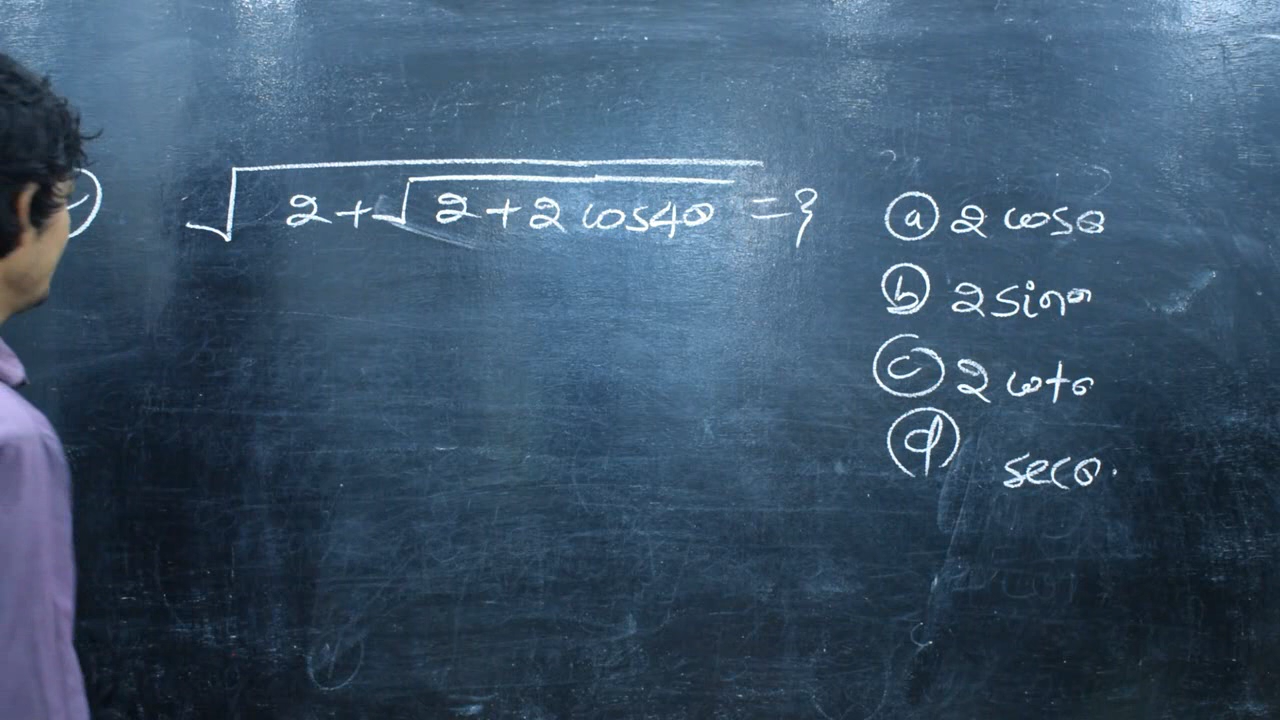 √(2+√(2+2cos4θ)) = ?
(a) 2cosθ
(b) 2sinθ
(c) 2cotθ
(d) secθ.